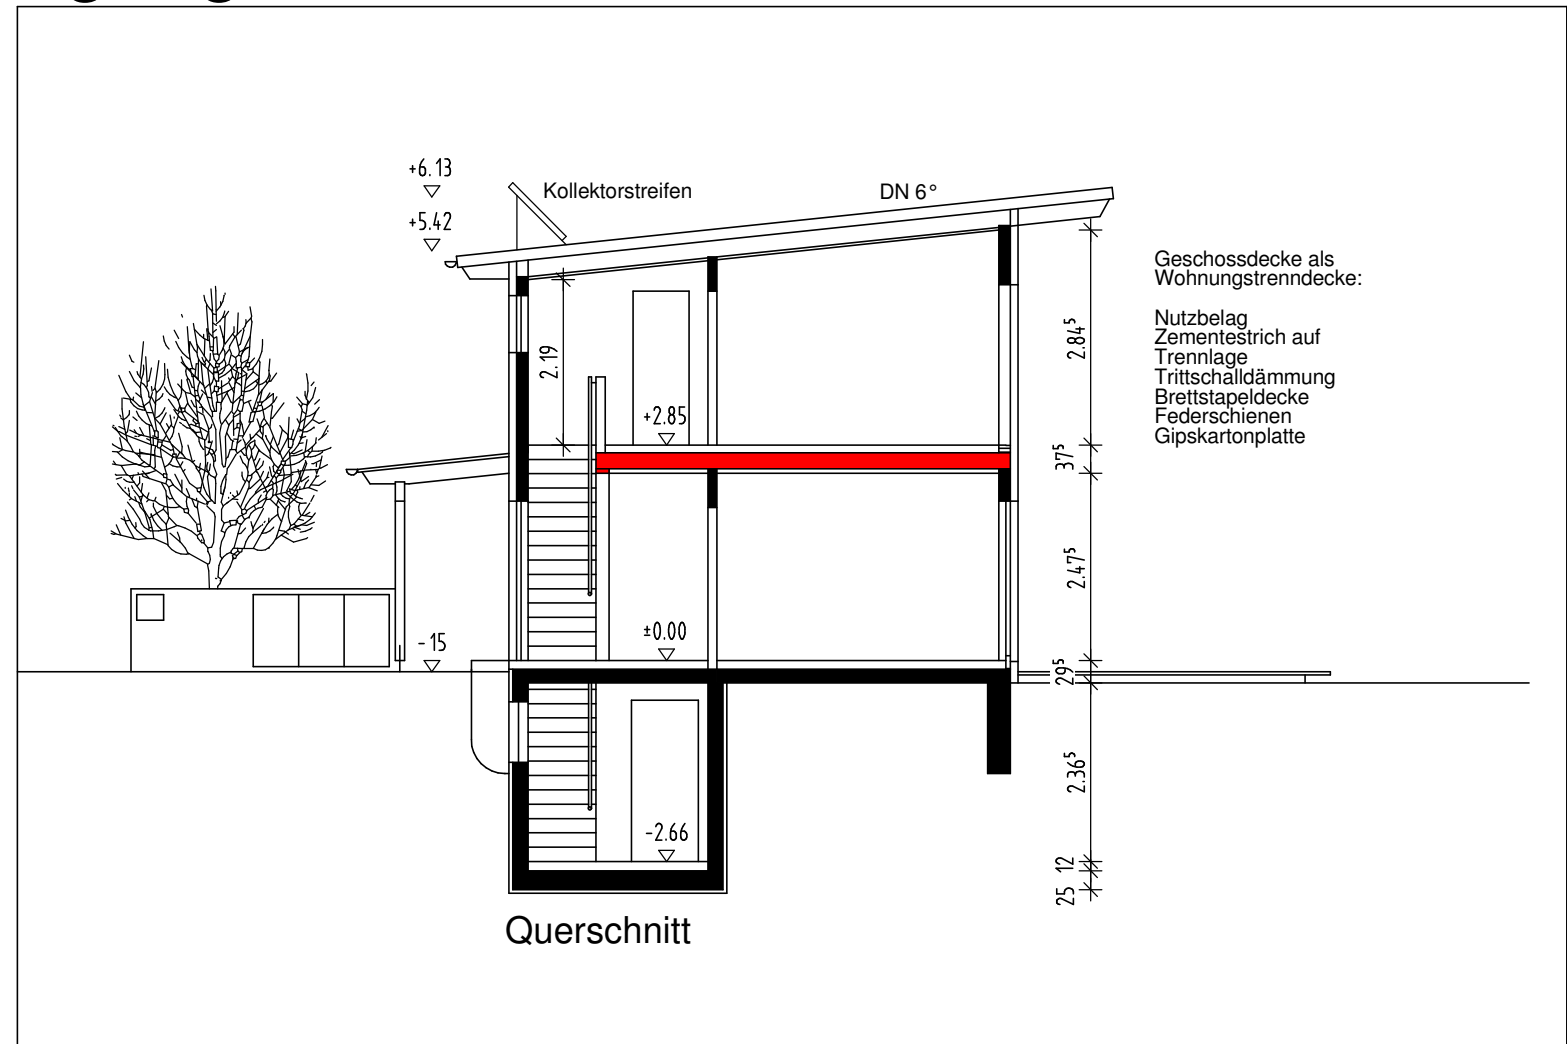 +6.13
Kollektorstreifen
DN 6°
+5.42
Geschossdecke als
Wohnungstrenndecke:
Nutzbelag
Zementestrich auf
Trennlage
Trittschalldämmung
Brettstapeldecke
Federschienen
Gipskartonplatte
2.19
2.84⁵
+2.85
37⁵
2.47⁵
±0.00
-15
29⁵
2.36⁵
-2.66
12
25
Querschnitt